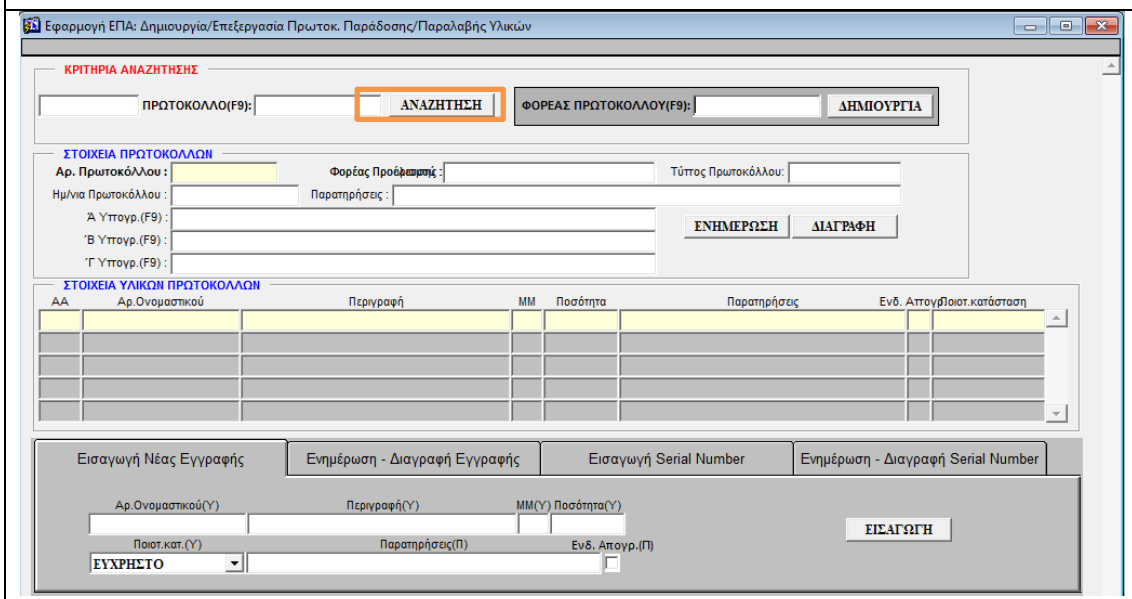 Εφαρμογή ΕΠΑ: Δημιουργία/Επεξεργασία Πρωτοκ. Παράδοσης/Παραλαβής Υλικών
ΚΡΙΤΗΡΙΑ ΑΝΑΖΗΤΗΣΗΣ
ΠΡΩΤΟΚΟΛΛΟ(F9): ΑΝΑΖΗΤΗΣΗ ΦΟΡΕΑΣ ΠΡΩΤΟΚΟΛΛΟΥ(F9): ΔΗΜΙΟΥΡΓΙΑ
ΣΤΟΙΧΕΙΑ ΠΡΩΤΟΚΟΛΛΩΝ
Αρ. Πρωτοκόλλου : Φορέας : Τύπος Πρωτοκόλλου:
Ημ/νια Πρωτοκόλλου : Παρατηρήσεις :
Ά Υπογρ.(F9) : ΕΝΗΜΕΡΩΣΗ ΔΙΑΓΡΑΦΗ
Έ́Β Υπογρ.(F9) :
΄Γ Υπογρ.(F9) :
ΣΤΟΙΧΕΙΑ ΥΛΙΚΩΝ ΠΡΩΤΟΚΟΛΛΩΝ
ΑΑ Αρ.Ονομαστικού Περιγραφή ΜΜ Ποσότητα Παρατηρήσεις Ενδ. Απογρ Ποιοτ.κατάσταση
Εισαγωγή Νέας Εγγραφής Ενημέρωση - Διαγραφή Εγγραφής Εισαγωγή Serial Number Ενημέρωση - Διαγραφή Serial Number
Αρ.Ονομαστικού(Υ) Περιγραφή(Υ) ΜΜ(Υ) Ποσότητα(Υ)
ΕΙΣΑΓΩΓΗ
Ποιοτ.κατ.(Υ) Παρατηρήσεις(Π) Ενδ. Απογρ.(Π)
ΕΥΧΡΗΣΤΟ